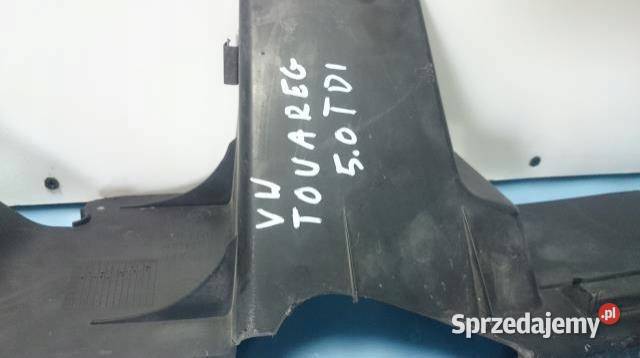 VW
TOUAREG
5.0 TDI
Sprzedajemy.pl